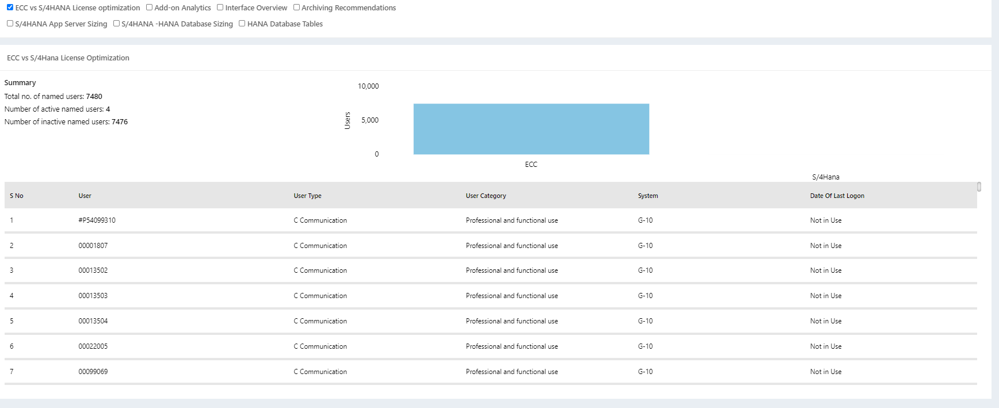 ECC vs S/4HANA License optimization Add-on Analytics Interface Overview Archiving Recommendations
S/4HANA App Server Sizing S/4HANA -HANA Database Sizing HANA Database Tables
ECC vs S/4Hana License Optimization
Summary
Total no. of named users: 7480
Number of active named users: 4
Number of inactive named users: 7476
10,000
Users
5,000
0
ECC
S/4Hana
S No User User Type User Category System Date Of Last Logon
1 #P54099310 C Communication Professional and functional use G-10 Not in Use
2 00001807 C Communication Professional and functional use G-10 Not in Use
3 00013502 C Communication Professional and functional use G-10 Not in Use
4 00013503 C Communication Professional and functional use G-10 Not in Use
5 00013504 C Communication Professional and functional use G-10 Not in Use
6 00022005 C Communication Professional and functional use G-10 Not in Use
7 00099069 C Communication Professional and functional use G-10 Not in Use